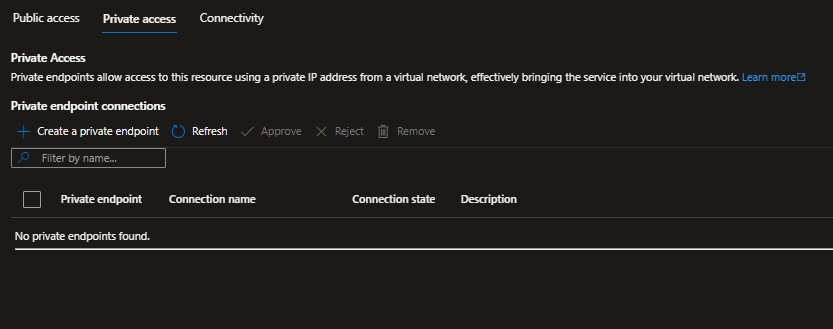 Public access Private access Connectivity
Private Access
Private endpoints allow access to this resource using a private IP address from a virtual network, effectively bringing the service into your virtual network. Learn more
Private endpoint connections
Create a private endpoint Refresh Approve Reject Remove
Filter by name...
Private endpoint Connection name Connection state Description
No private endpoints found.